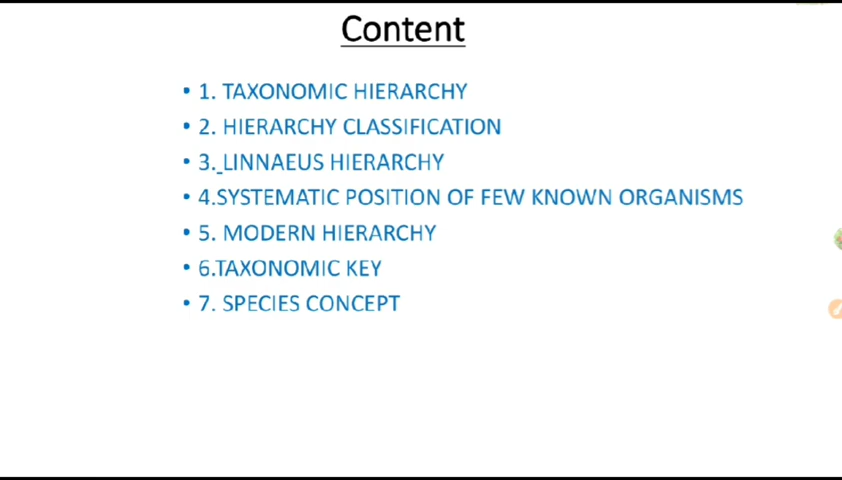 Content
• 1. TAXONOMIC HIERARCHY
• 2. HIERARCHY CLASSIFICATION
• 3. LINNAEUS HIERARCHY
• 4.SYSTEMATIC POSITION OF FEW KNOWN ORGANISMS
• 5. MODERN HIERARCHY
• 6.TAXONOMIC KEY
• 7. SPECIES CONCEPT